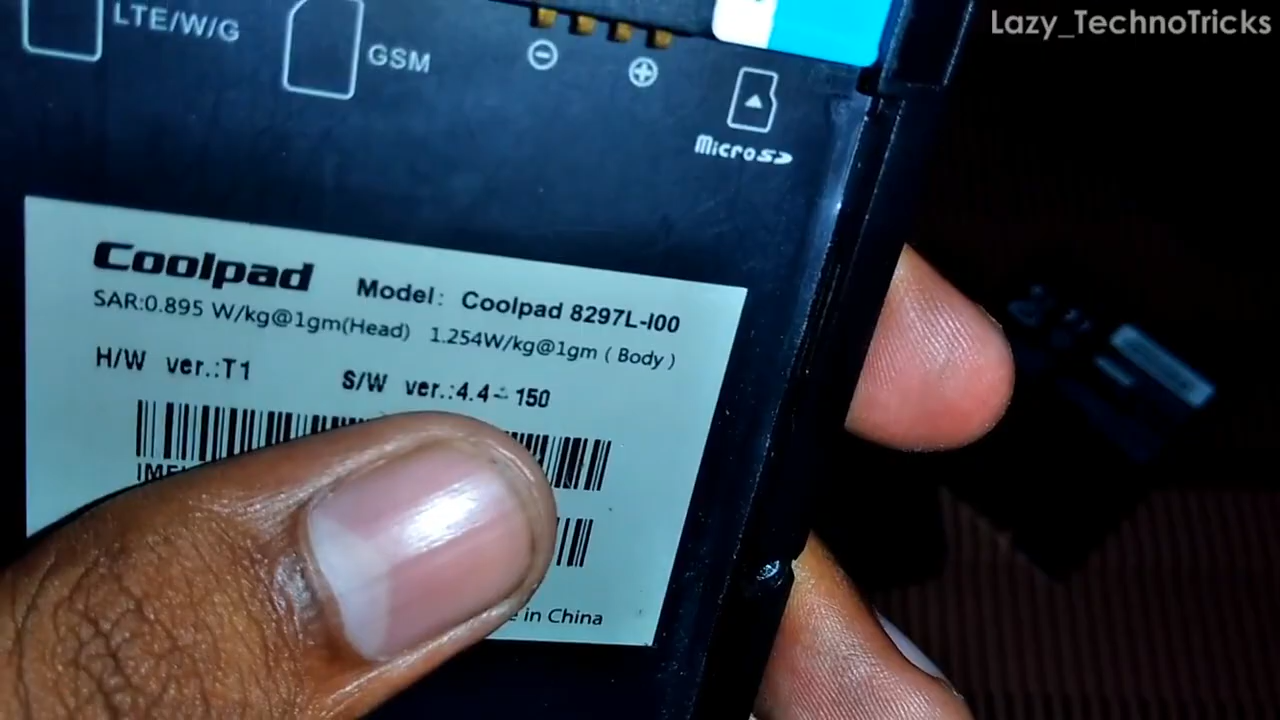 Lazy_TechnoTricks
LTE/W/G
GSM
MicroSD
Coolpad Model: Coolpad 8297L-I00
SAR:0.895 W/kg@1gm(Head) 1.254W/kg@1gm ( Body )
H/W ver.:T1 S/W ver.:4.4-150
in China